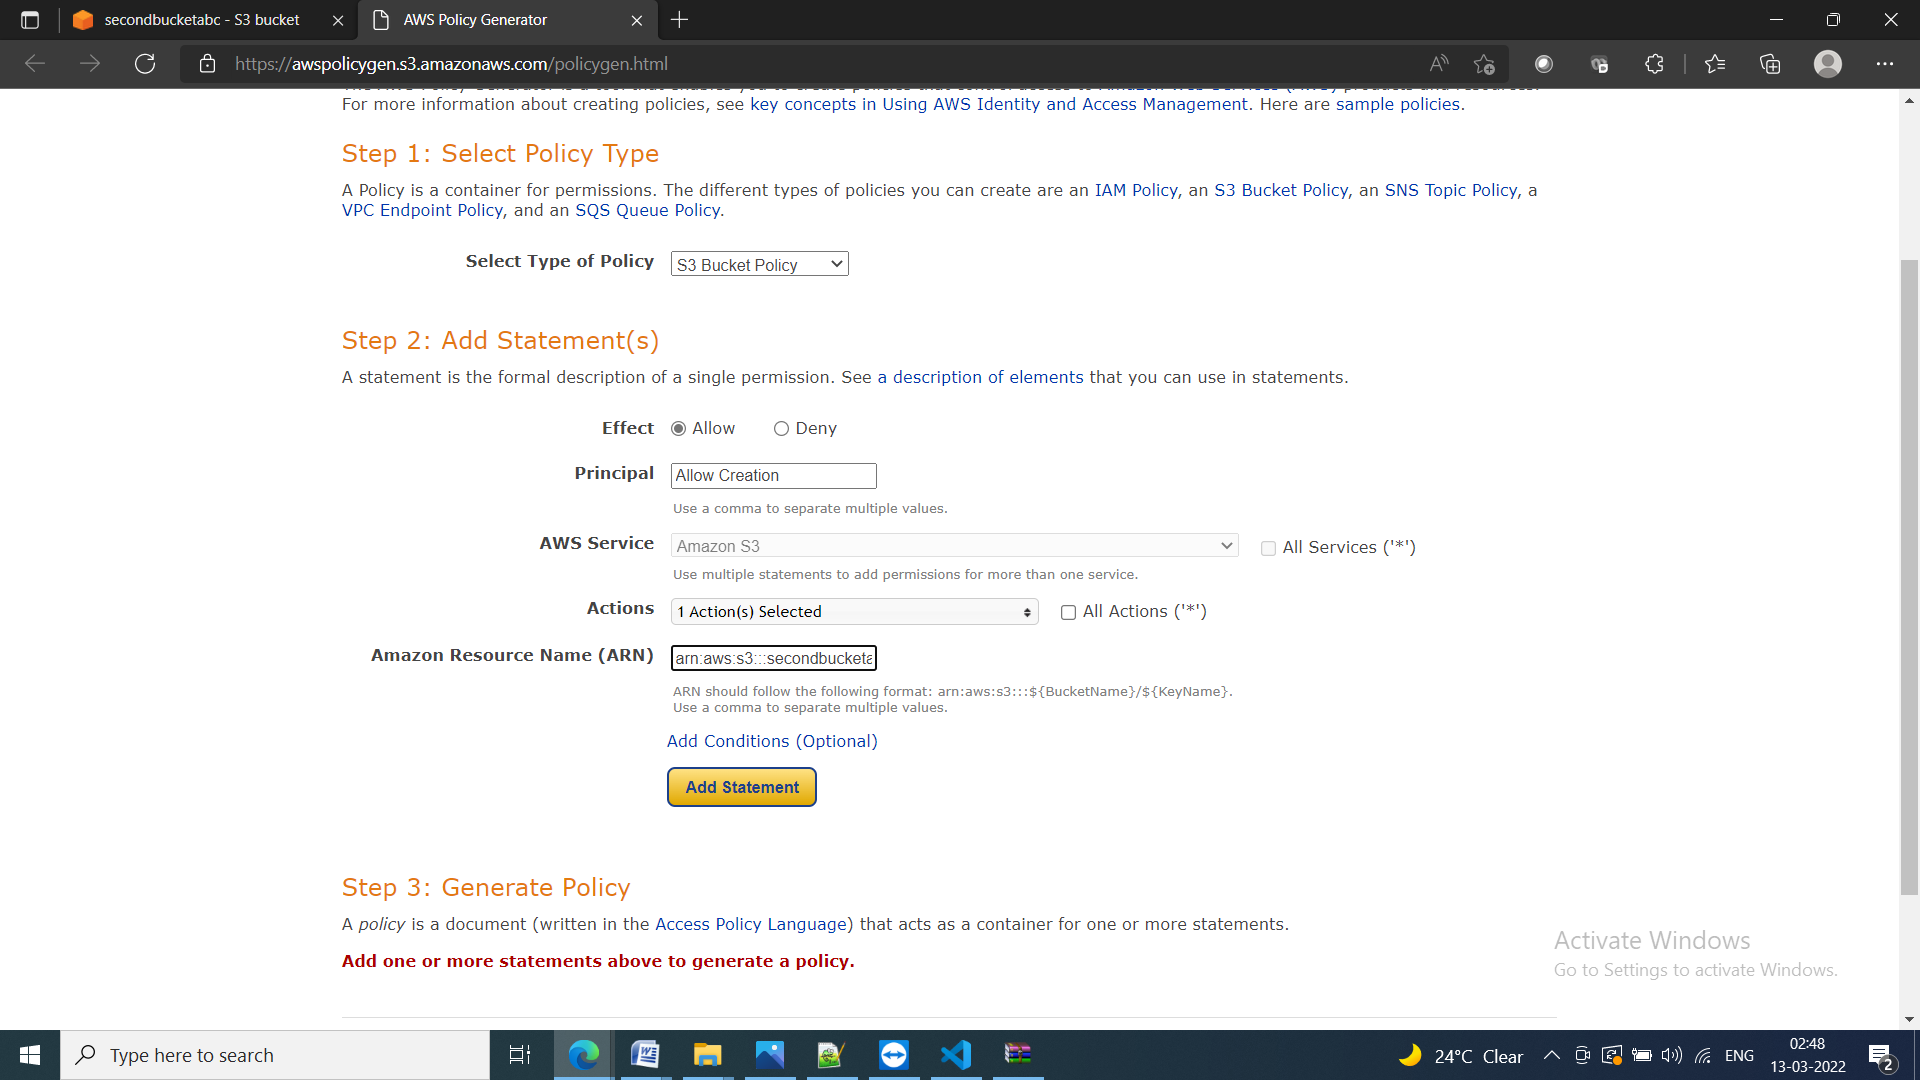 secondbucketabc - S3 bucket
AWS Policy Generator
https://awspolicygen.s3.amazonaws.com/policygen.html
For more information about creating policies, see key concepts in Using AWS Identity and Access Management. Here are sample policies.
Step 1: Select Policy Type
A Policy is a container for permissions. The different types of policies you can create are an IAM Policy, an S3 Bucket Policy, an SNS Topic Policy, a
VPC Endpoint Policy, and an SQS Queue Policy.
Select Type of Policy S3 Bucket Policy
Step 2: Add Statement(s)
A statement is the formal description of a single permission. See a description of elements that you can use in statements.
Effect Allow Deny
Principal Allow Creation
Use a comma to separate multiple values.
AWS Service Amazon S3 All Services ('*')
Use multiple statements to add permissions for more than one service.
Actions 1 Action(s) Selected All Actions ('*')
Amazon Resource Name (ARN) arn:aws:s3:::secondbucketa
ARN should follow the following format: arn:aws:s3:::${BucketName}/${KeyName}.
Use a comma to separate multiple values.
Add Conditions (Optional)
Add Statement
Step 3: Generate Policy
A policy is a document (written in the Access Policy Language) that acts as a container for one or more statements.
Add one or more statements above to generate a policy.
Activate Windows
Go to Settings to activate Windows.
Type here to search
24°C Clear
ENG
02:48
13-03-2022
2